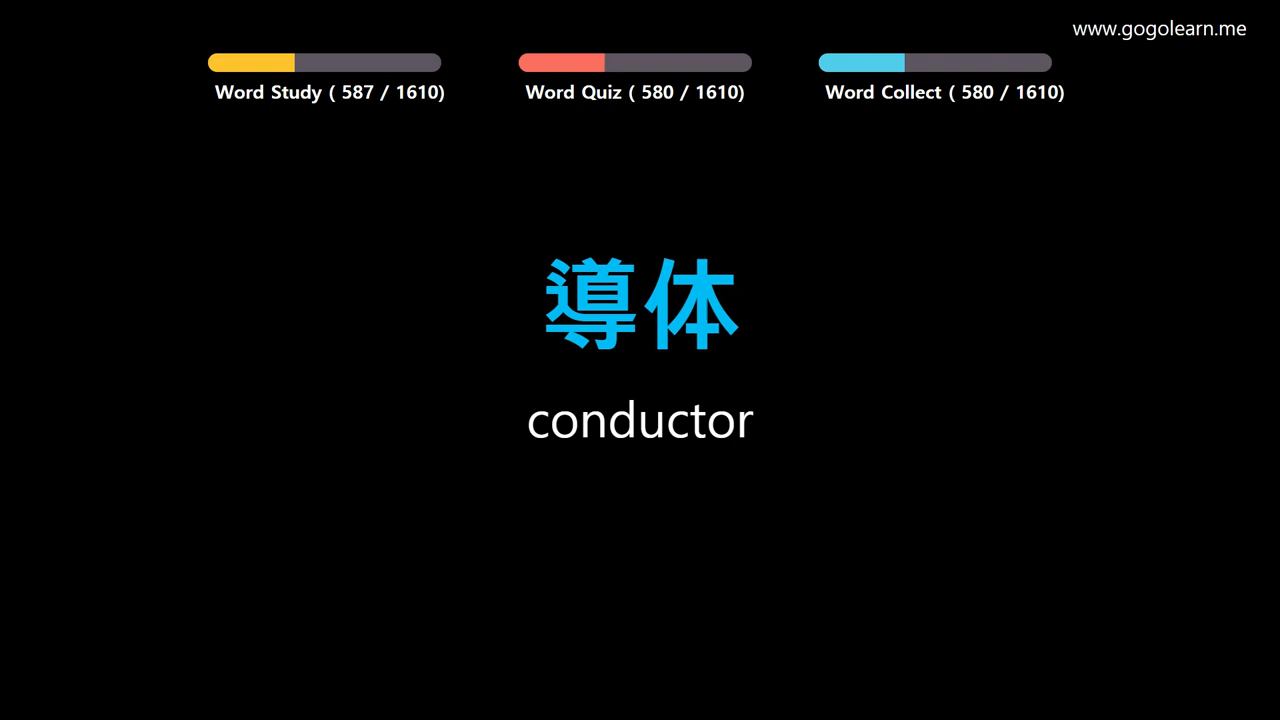 www.gogolearn.me
Word Study ( 587 / 1610)
Word Quiz ( 580 / 1610)
Word Collect ( 580 / 1610)
導体
conductor